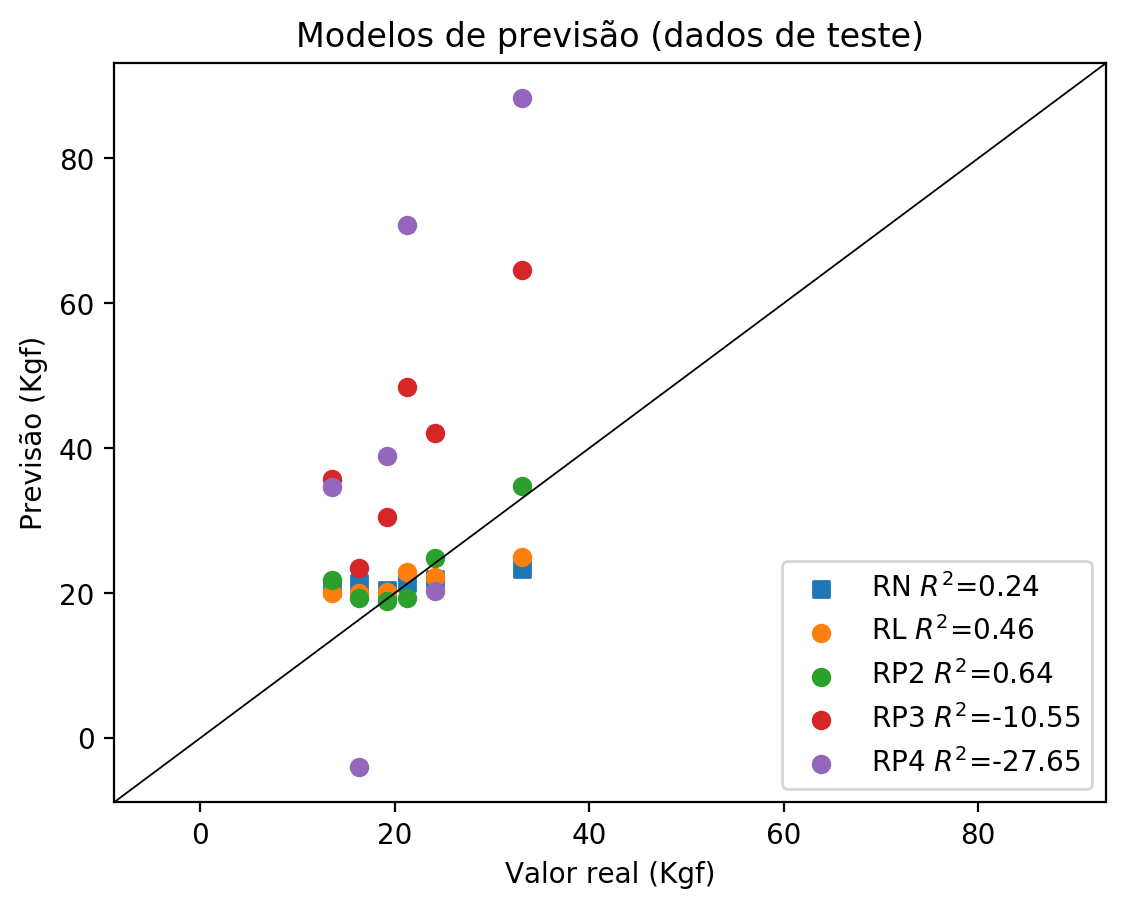 Modelos de previsão (dados de teste)
Previsão (Kgf)
80
60
40
20
0
0 20 40 60 80
Valor real (Kgf)
RN R²=0.24
RL R²=0.46
RP2 R²=0.64
RP3 R²=-10.55
RP4 R²=-27.65